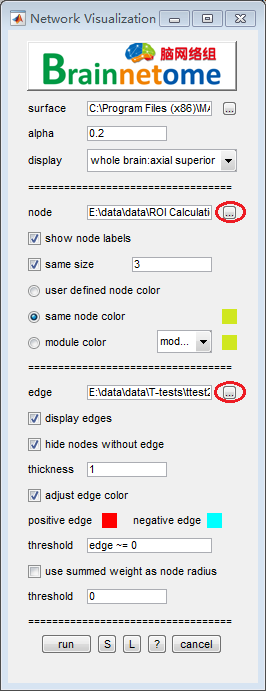 Network Visualization
脑网络组
Brainnetome
surface C:\Program Files (x86)\MA ...
alpha 0.2
display whole brain:axial superior
==================================
node E:\data\data\ROI Calculati ...
show node labels
same size 3
user defined node color
same node color
module color mod...
==================================
edge E:\data\data\T-tests\ttest2 ...
display edges
hide nodes without edge
thickness 1
adjust edge color
positive edge negative edge
threshold edge ~= 0
use summed weight as node radius
threshold 0
==================================
run S L ? cancel